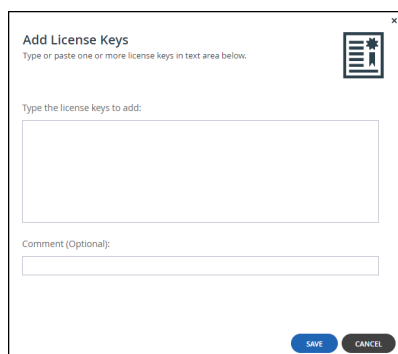 ×
Add License Keys
Type or paste one or more license keys in text area below.
Type the license keys to add:
Comment (Optional):
SAVE CANCEL